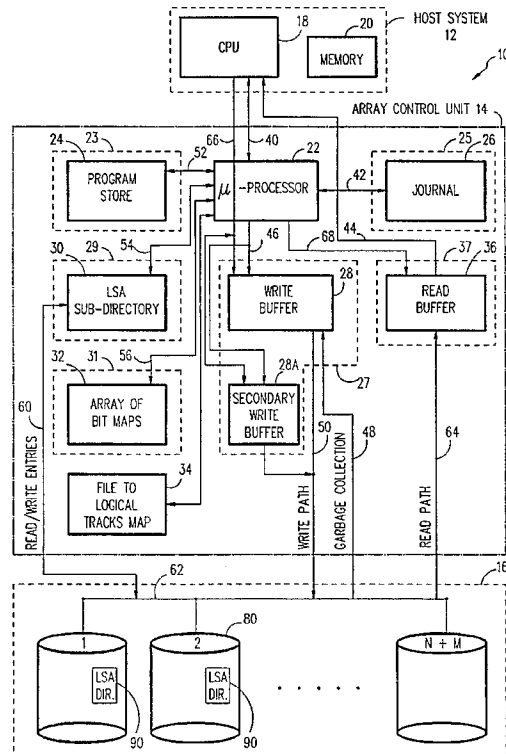 HOST SYSTEM
12
18
CPU
20
MEMORY
10
ARRAY CONTROL UNIT 14
66
40
24
23
52
22
25
26
PROGRAM
STORE
μ -PROCESSOR
JOURNAL
42
54
46
68
44
30
29
28
37
36
LSA
SUB-DIRECTORY
WRITE
BUFFER
READ
BUFFER
56
32
31
28A
27
60
ARRAY OF
BIT MAPS
SECONDARY
WRITE
BUFFER
50
48
64
34
FILE TO
LOGICAL
TRACKS MAP
READ/WRITE ENTRIES
WRITE PATH
GARBAGE COLLECTION
READ PATH
62
16
1
2
80
N + M
LSA
DIR.
LSA
DIR.
. . . . .
90
90